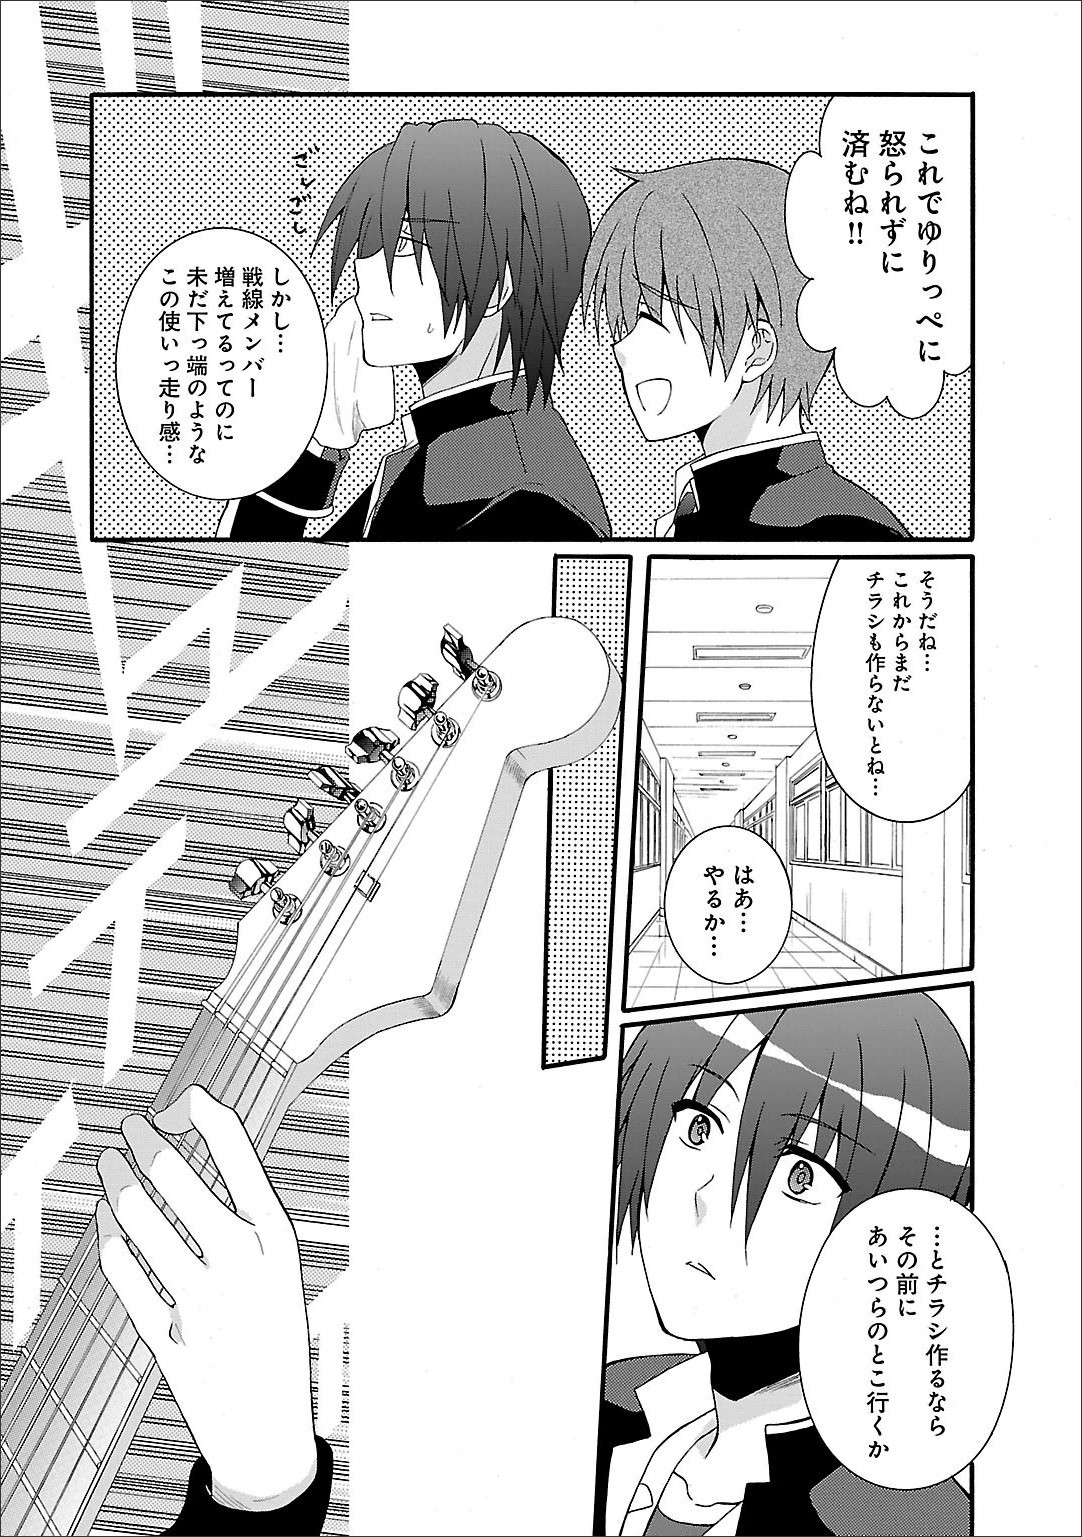 これでゆりっぺに
怒られずに
済むね!!
ごしごし
しかし…
戦線メンバー
増えてるってのに
未だ下っ端のような
この使いっ走り感…
そうだね…
これからまだ
チラシも作らないとね…
はあ…
やるか…
…とチラシ作るなら
その前に
あいつらのとこ行くか